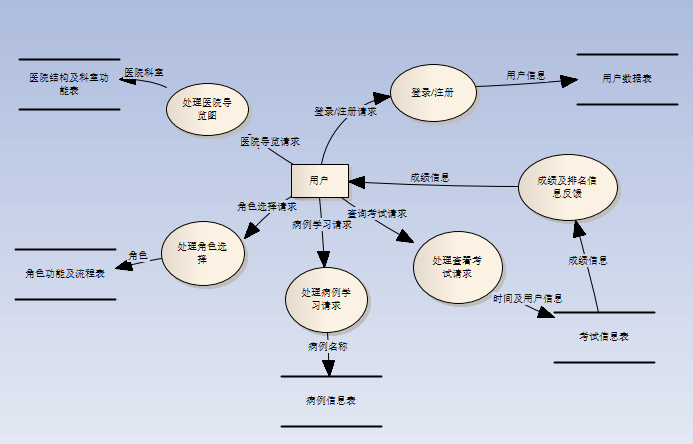 医院结构及科室功
能表
医院科室
处理医院导
览图
医院导览请求
登录/注册请求
登录/注册
用户信息
用户数据表
用户
成绩信息
成绩及排名信
息反馈
角色选择请求
病例学习请求
查询考试请求
处理角色选
择
角色
角色功能及流程表
处理病例学
习请求
处理查看考
试请求
成绩信息
时间及用户信息
考试信息表
病例名称
病例信息表